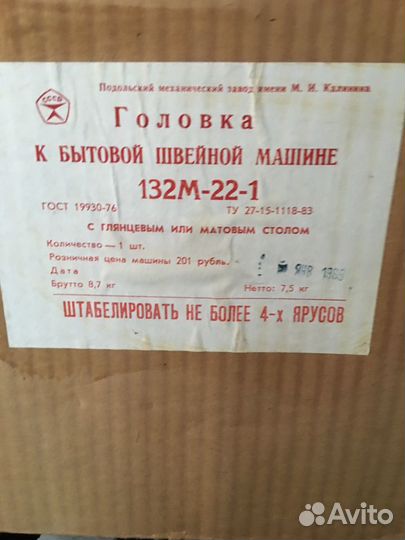 СССР
Подольский механический завод имени М. И. Калинина
Головка
К БЫТОВОЙ ШВЕЙНОЙ МАШИНЕ
132М-22-1
ГОСТ 19930-76 ТУ 27-15-1118-83
С ГЛЯНЦЕВЫМ ИЛИ МАТОВЫМ СТОЛОМ
Количество — 1 шт.
Розничная цена машины 201 рубль.
Дата ЯНВ
Брутто 8,7 кг Нетто: 7,5 кг
ШТАБЕЛИРОВАТЬ НЕ БОЛЕЕ 4-х ЯРУСОВ
Avito